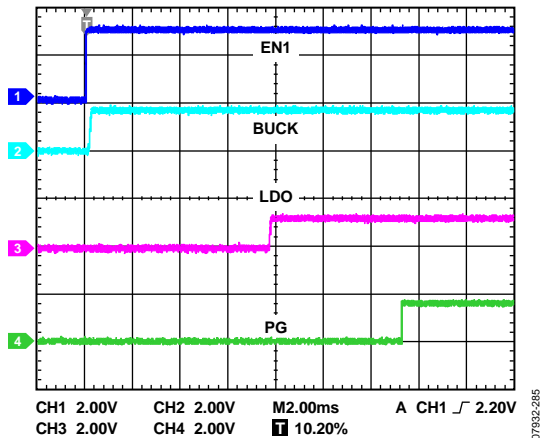 T
EN1
1
BUCK
2
LDO
3
PG
4
CH1 2.00V CH2 2.00V M2.00ms A CH1 2.20V
CH3 2.00V CH4 2.00V T 10.20%
07932-285